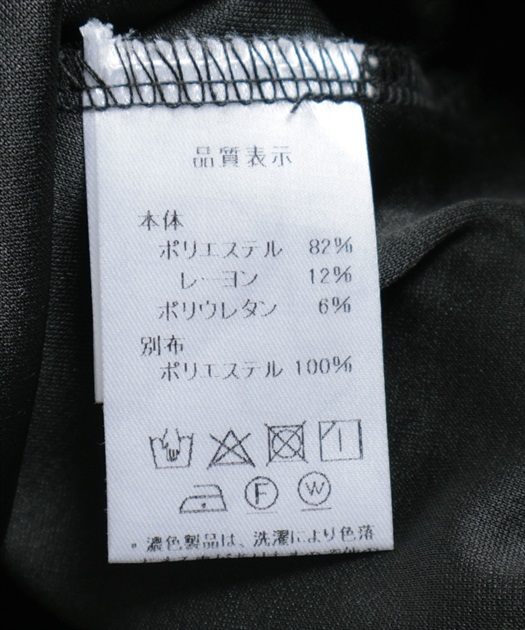 品質表示
本体
ポリエステル 82%
レーヨン 12%
ポリウレタン 6%
別布
ポリエステル 100%
F W
*濃色製品は、洗濯により色落